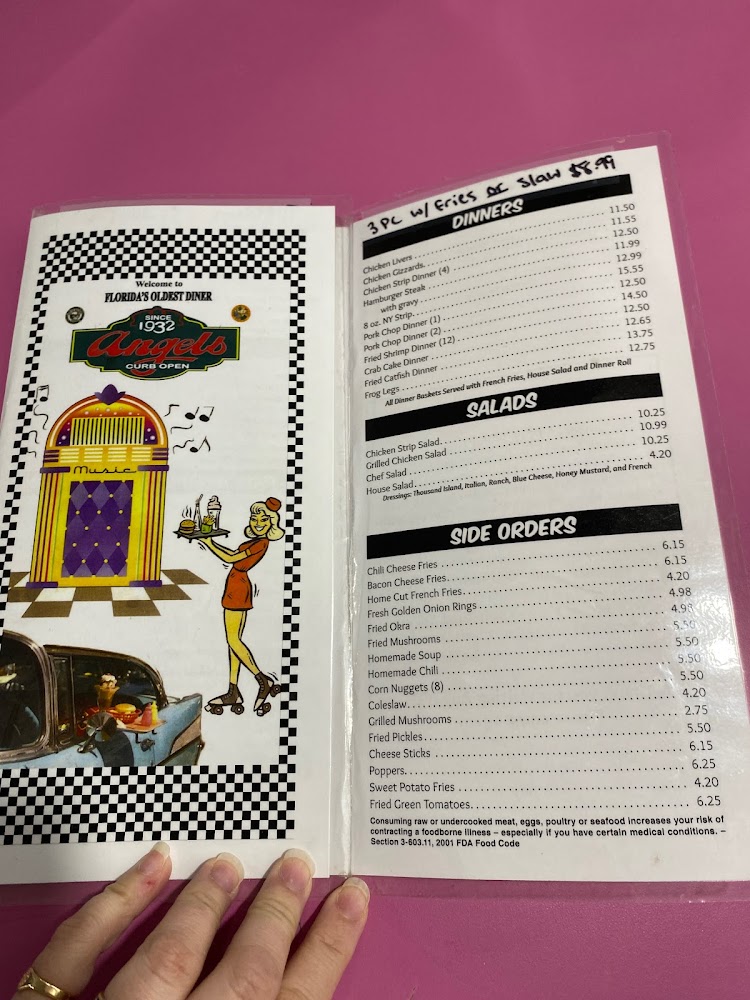 Welcome to
FLORIDA'S OLDEST DINER
SINCE
1932
Angels
CURB OPEN
Music
3 PC w/ Fries Slaw $8.99
DINNERS
Chicken Livers 11.50
Chicken Gizzards 11.55
Chicken Strip Dinner (4) 12.50
Hamburger Steak 11.99
with gravy 12.99
8 oz. NY Strip 15.55
Pork Chop Dinner (1) 12.50
Pork Chop Dinner (2) 14.50
Fried Shrimp Dinner (12) 12.50
Crab Cake Dinner 12.65
Fried Catfish Dinner 13.75
Frog Legs 12.75
All Dinner Baskets Served with French Fries, House Salad and Dinner Roll
SALADS
Chicken Strip Salad 10.25
Grilled Chicken Salad 10.99
Chef Salad 10.25
House Salad 4.20
Dressings: Thousand Island, Italian, Ranch, Blue Cheese, Honey Mustard, and French
SIDE ORDERS
Chili Cheese Fries 6.15
Bacon Cheese Fries 6.15
Home Cut French Fries 4.20
Fresh Golden Onion Rings 4.98
Fried Okra 4.98
Fried Mushrooms 5.50
Homemade Soup 5.50
Homemade Chili 5.50
Corn Nuggets (8) 5.50
Coleslaw 4.20
Grilled Mushrooms 2.75
Fried Pickles 5.50
Cheese Sticks 6.15
Poppers 6.25
Sweet Potato Fries 4.20
Fried Green Tomatoes 6.25
Consuming raw or undercooked meat, eggs, poultry or seafood increases your risk of
contracting a foodborne illness – especially if you have certain medical conditions. –
Section 3-603.11, 2001 FDA Food Code